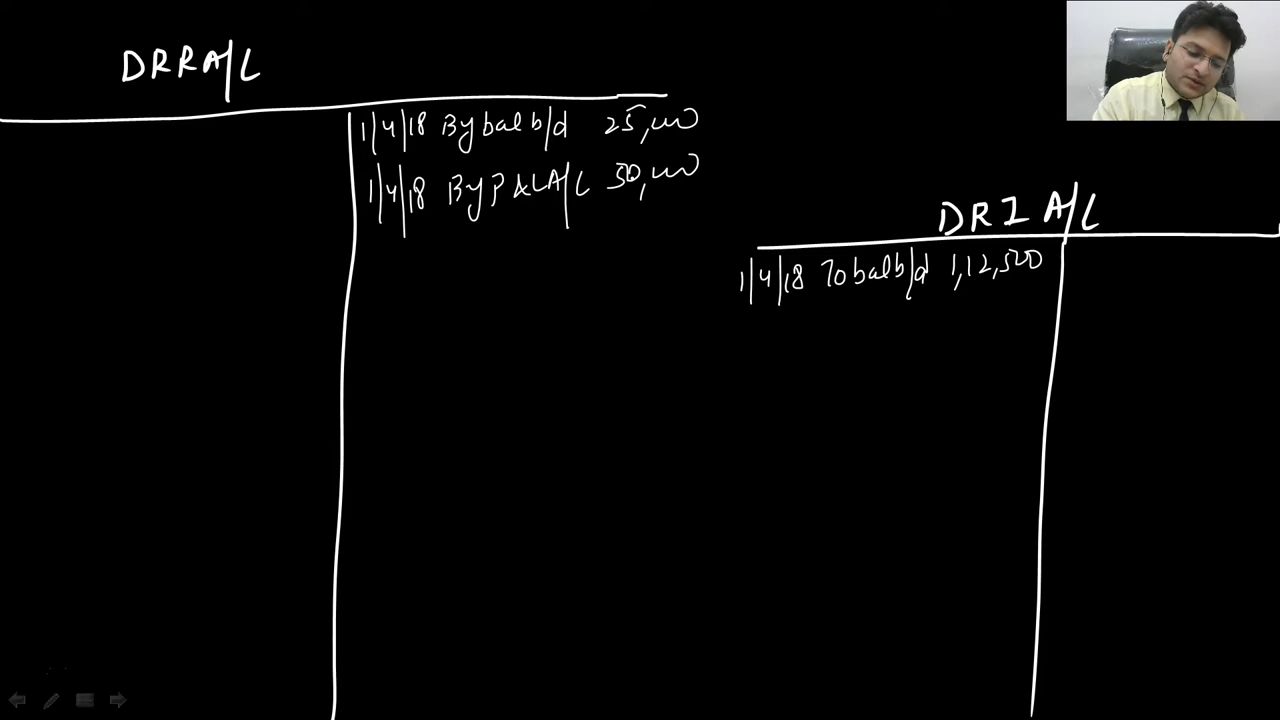 DRR A/C
1/4/18 By bal b/d 25,000
1/4/18 By P&L A/C 50,000
DRI A/C
1/4/18 To bal b/d 1,12,500